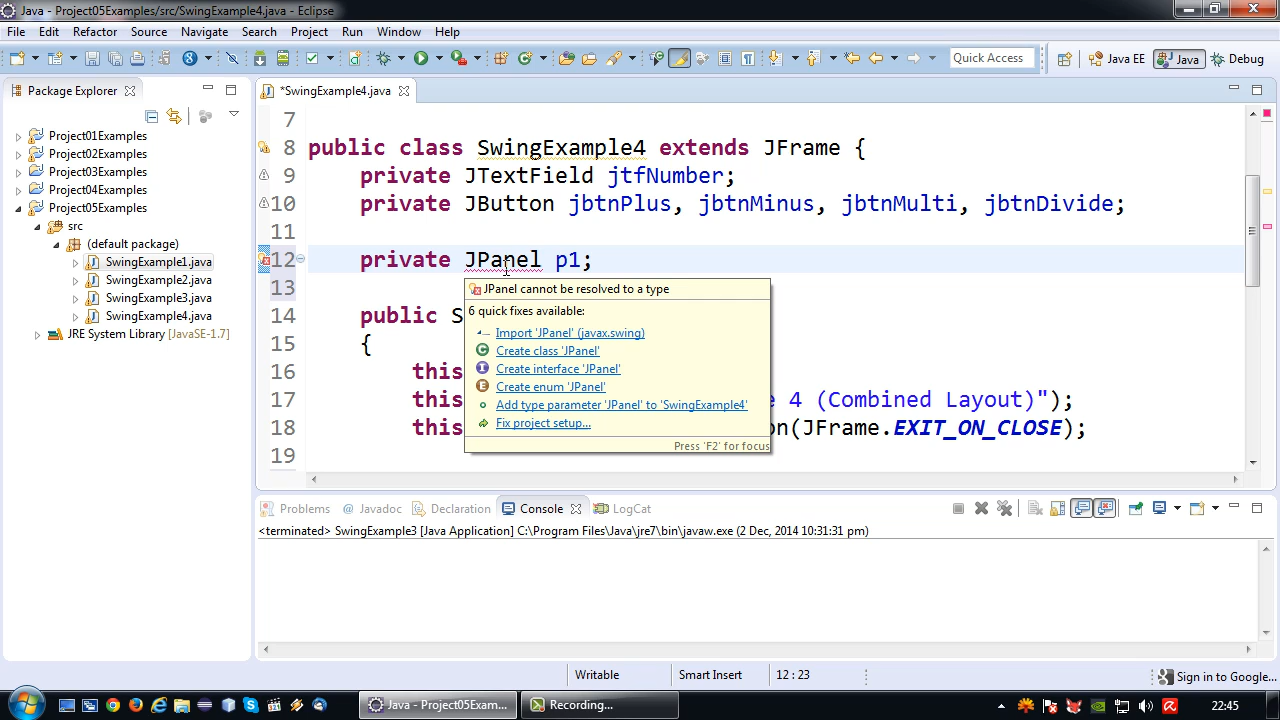 Java - Project05Examples/src/SwingExample4.java - Eclipse
File Edit Refactor Source Navigate Search Project Run Window Help
Quick Access Java EE Java Debug
Package Explorer
*SwingExample4.java
Project01Examples
Project02Examples
Project03Examples
Project04Examples
Project05Examples
src
(default package)
SwingExample1.java
SwingExample2.java
SwingExample3.java
SwingExample4.java
JRE System Library [JavaSE-1.7]
7
8 public class SwingExample4 extends JFrame {
9 private JTextField jtfNumber;
10 private JButton jbtnPlus, jbtnMinus, jbtnMulti, jbtnDivide;
11
12 private JPanel p1;
13
14 public S
15 {
16 this
17 this e 4 (Combined Layout)");
18 this on(JFrame.EXIT_ON_CLOSE);
19
JPanel cannot be resolved to a type
6 quick fixes available:
Import 'JPanel' (javax.swing)
Create class 'JPanel'
Create interface 'JPanel'
Create enum 'JPanel'
Add type parameter 'JPanel' to 'SwingExample4'
Fix project setup...
Press 'F2' for focus
Problems @ Javadoc Declaration Console LogCat
<terminated> SwingExample3 [Java Application] C:\Program Files\Java\jre7\bin\javaw.exe (2 Dec, 2014 10:31:31 pm)
Writable Smart Insert 12 : 23 Sign in to Google...
Java - Project05Exam... Recording... 22:45